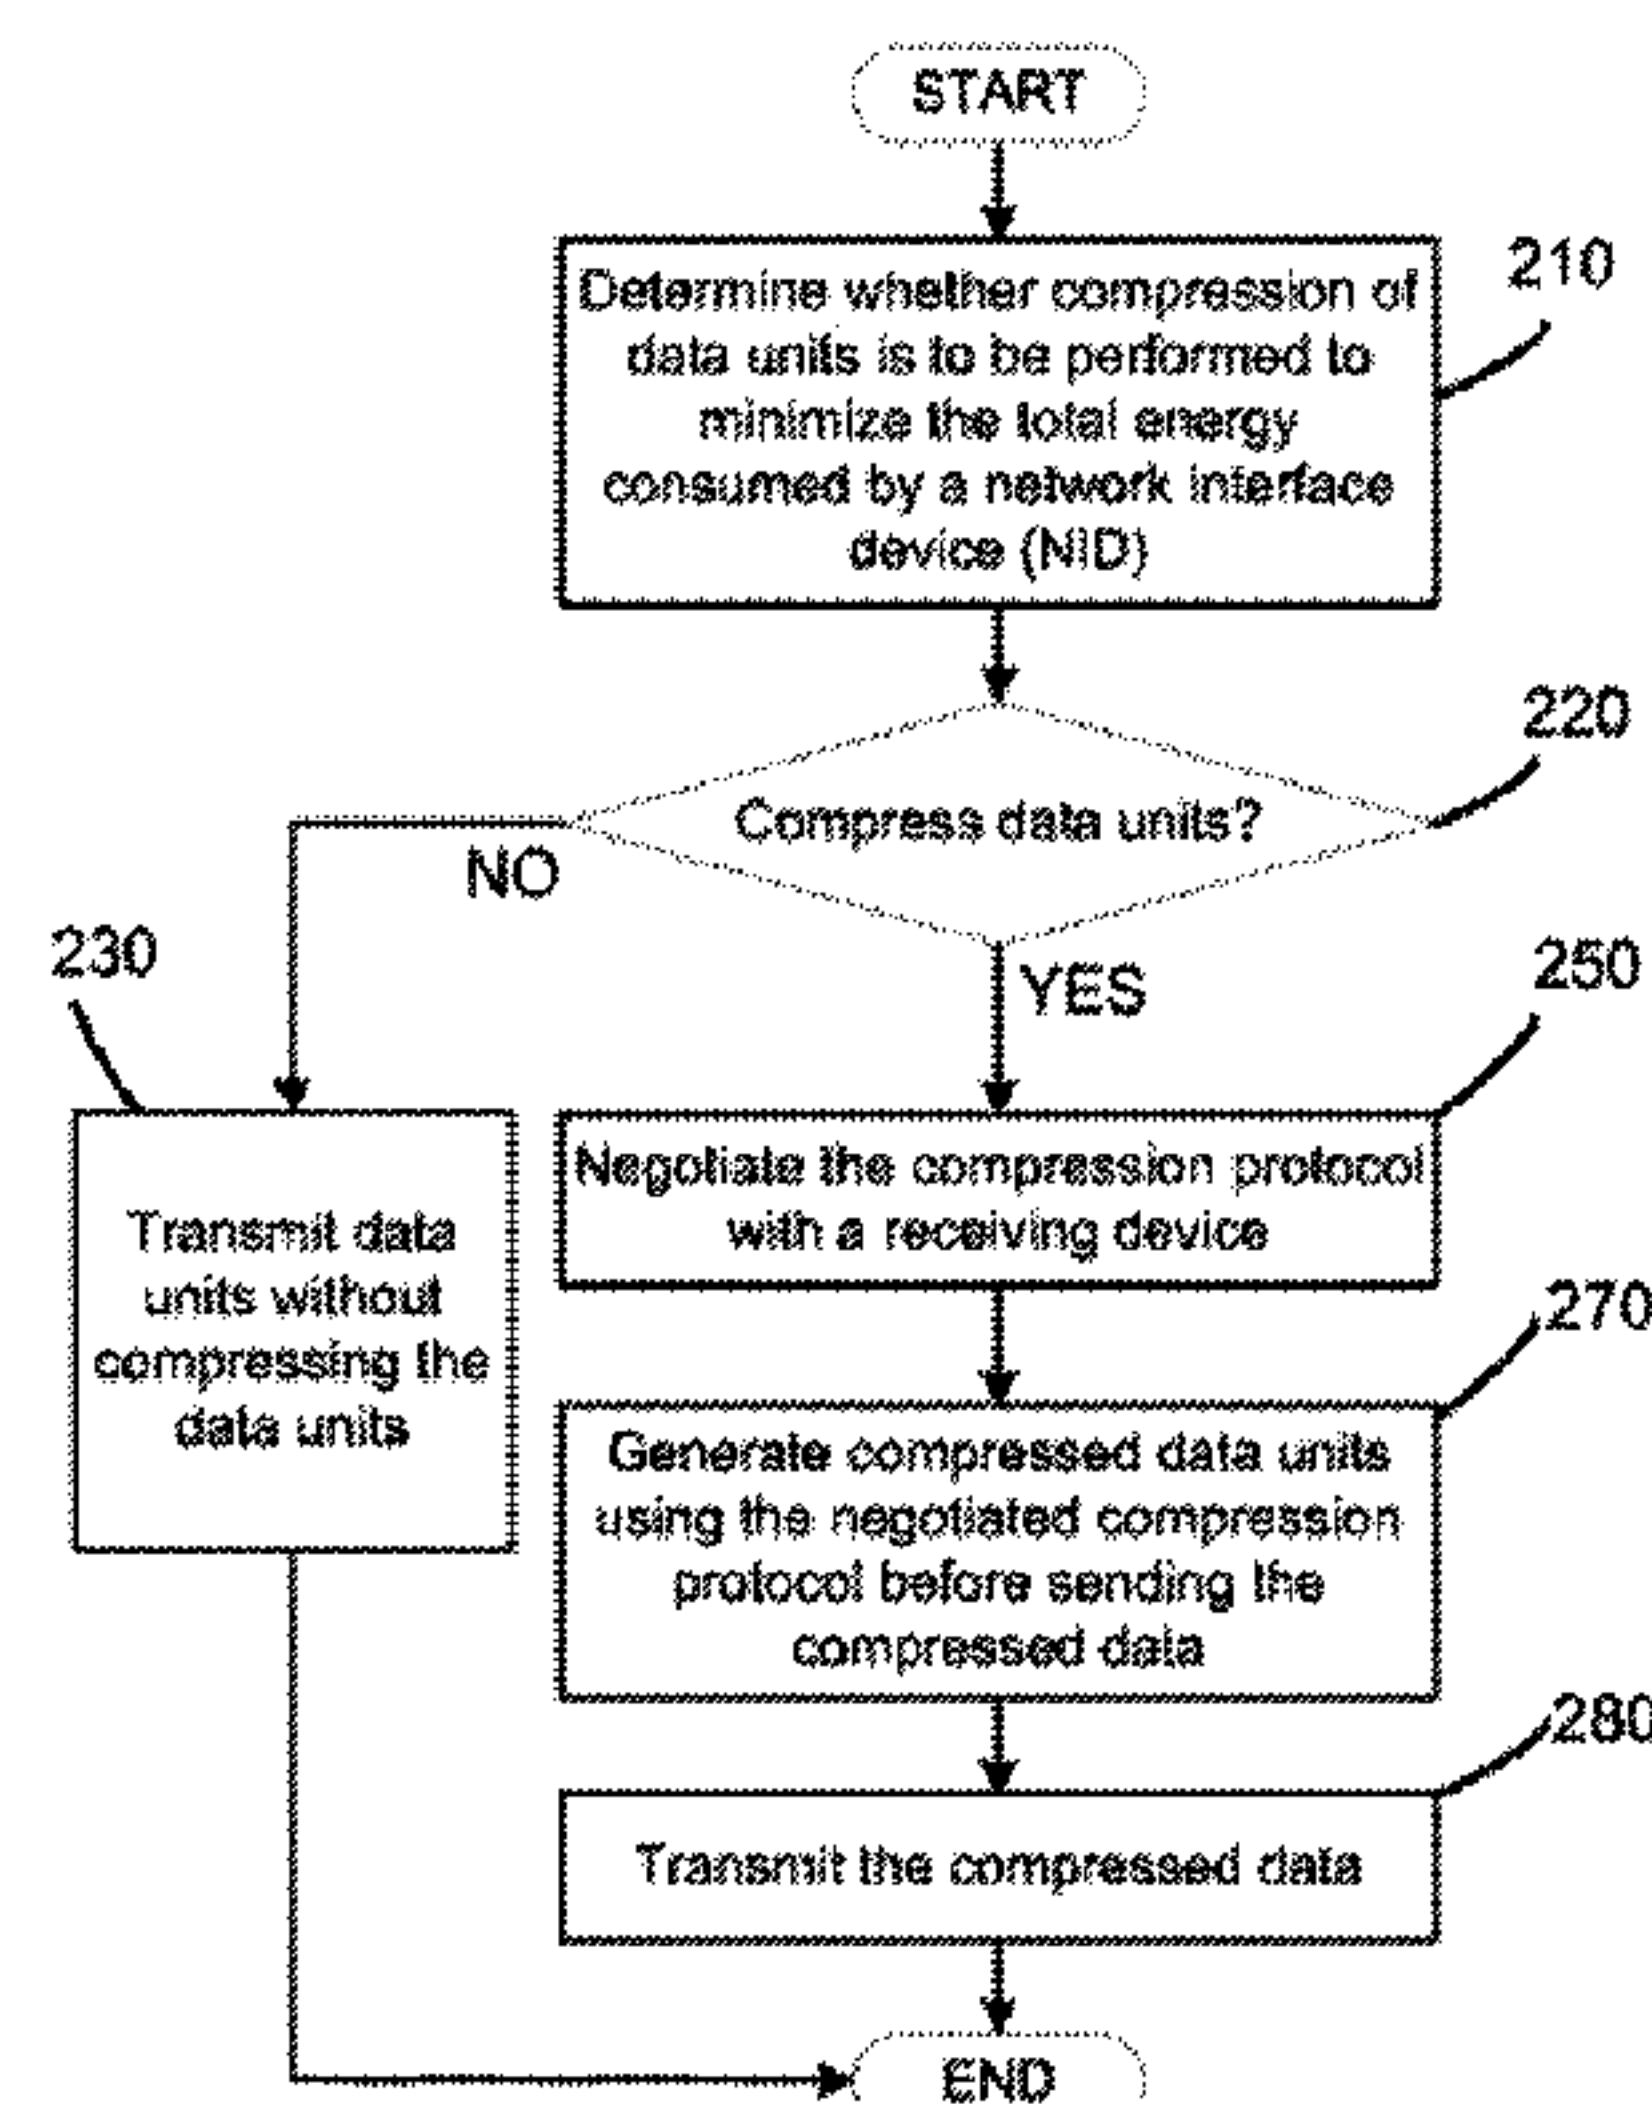 START
210
Determine whether compression of
data units is to be performed to
minimize the total energy
consumed by a network interface
device (NID)
220
Compress data units?
NO
YES
230
250
Transmit data
units without
compressing the
data units
Negotiate the compression protocol
with a receiving device
270
Generate compressed data units
using the negotiated compression
protocol before sending the
compressed data
280
Transmit the compressed data
END